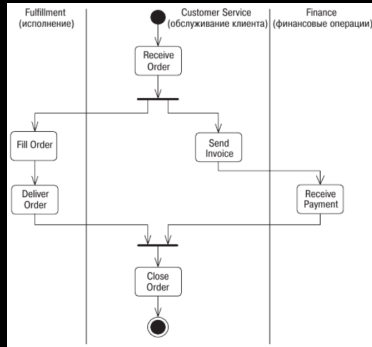 Fulfillment
(исполнение)
Customer Service
(обслуживание клиента)
Finance
(финансовые операции)
Receive
Order
Fill Order
Send
Invoice
Deliver
Order
Receive
Payment
Close
Order